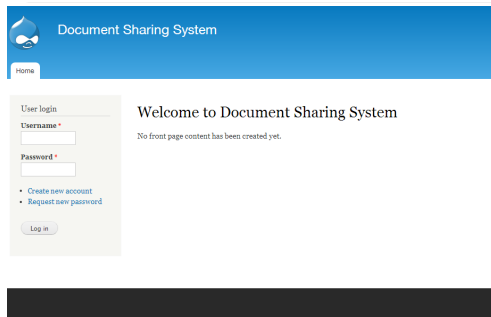 Document Sharing System
Home
User login
Username *
Password *
Create new account
Request new password
Log in
Welcome to Document Sharing System
No front page content has been created yet.